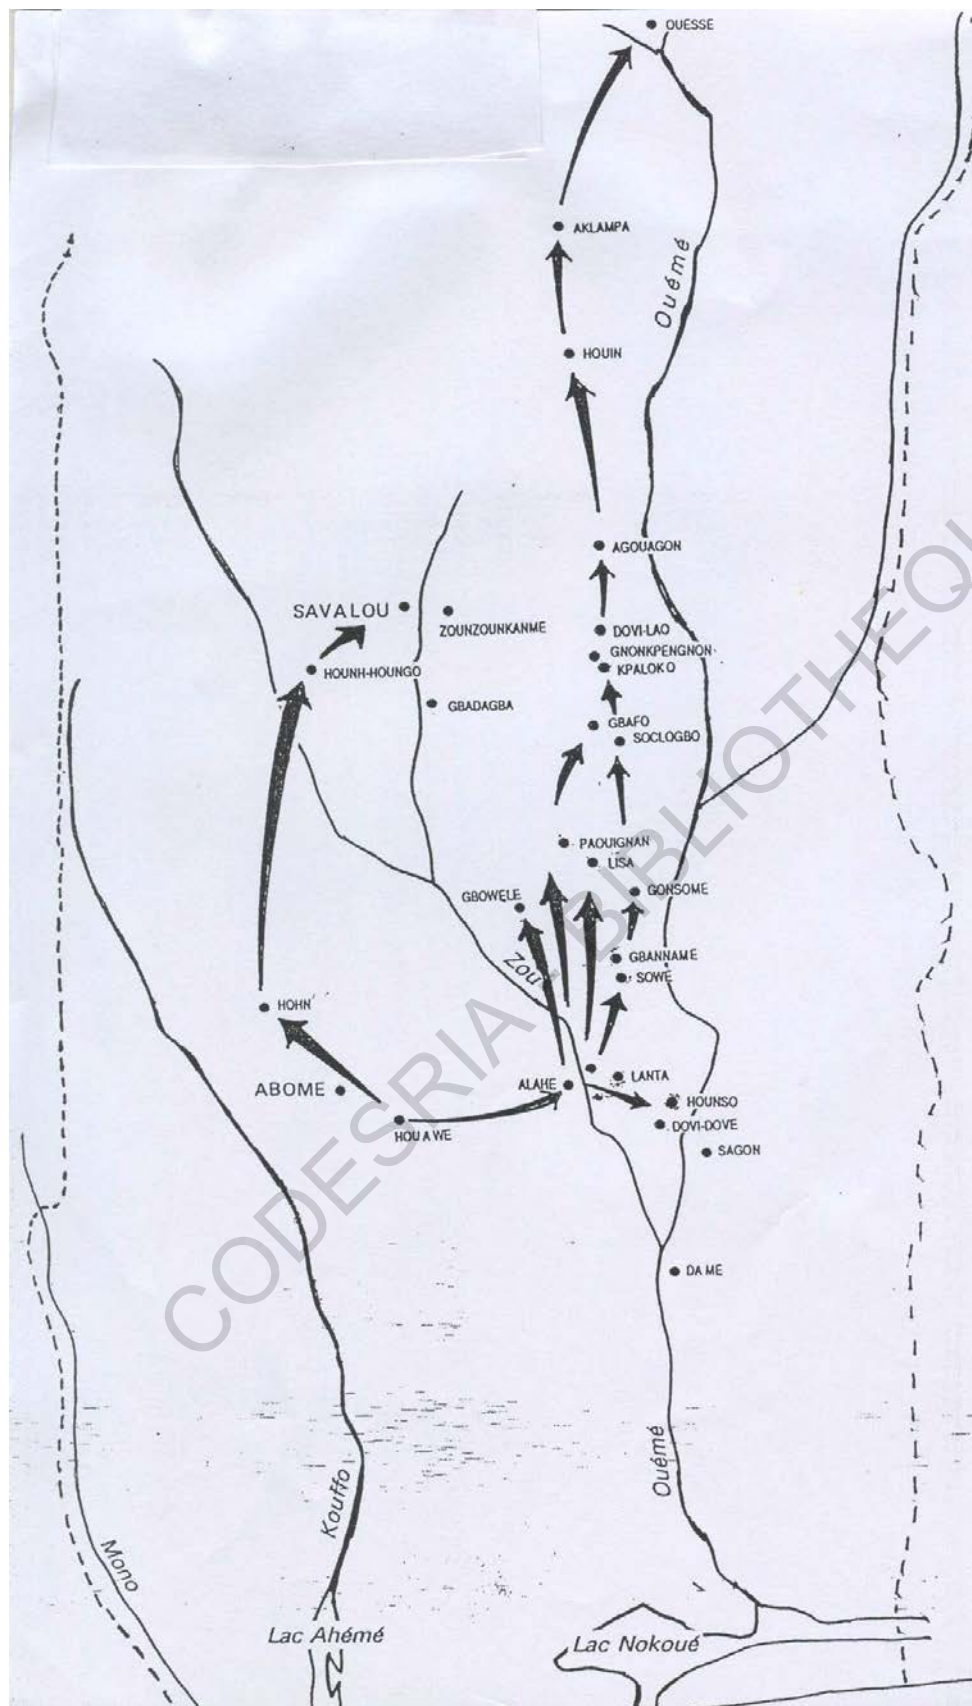 OUESSE
AKLAMPA
Ouémé
HOUIN
AGOUAGON
SAVALOU
ZOUNZOUNKANME
DOVI-LAO
GNONKPENGNON
KPALOKO
HOUNH-HOUNGO
GBADAGBA
GBAFO
SOCLOGBO
PAOUIGNAN
LISA
GBOWELE
GONSOME
Zou
GBANNAME
SOWE
HOHN
ABOME
ALAHE
LANTA
HOUNSO
HOUAWE
DOVI-DOVE
SAGON
DAME
Kouffo
Ouémé
Mono
Lac Ahémé
Lac Nokoué
CODESRIA - BIBLIOTHEQU